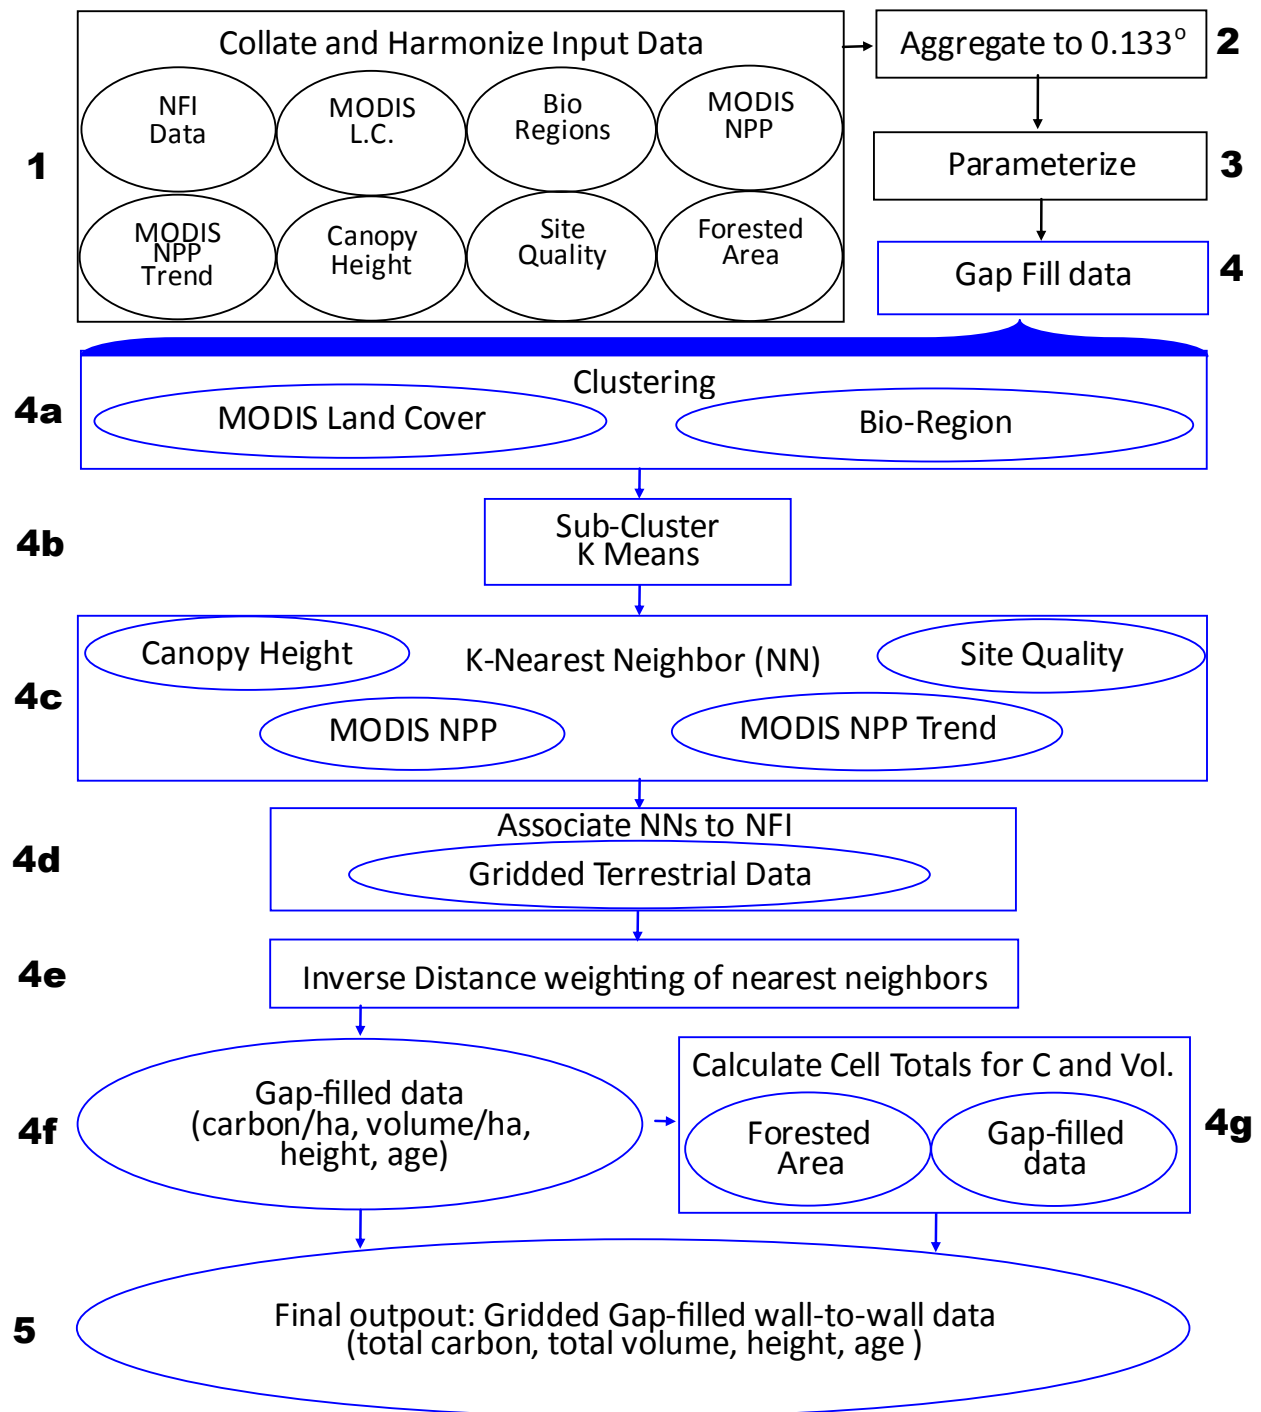 Collate and Harmonize Input Data
Aggregate to 0.133°
2
NFI
Data
MODIS
L.C.
Bio
Regions
MODIS
NPP
1
Parameterize
3
MODIS
NPP
Trend
Canopy
Height
Site
Quality
Forested
Area
Gap Fill data
4
Clustering
4a
MODIS Land Cover
Bio-Region
4b
Sub-Cluster
K Means
Canopy Height
K-Nearest Neighbor (NN)
Site Quality
4c
MODIS NPP
MODIS NPP Trend
Associate NNs to NFI
4d
Gridded Terrestrial Data
4e
Inverse Distance weighting of nearest neighbors
4f
Gap-filled data
(carbon/ha, volume/ha,
height, age)
Calculate Cell Totals for C and Vol.
Forested
Area
Gap-filled
data
4g
5
Final outpout: Gridded Gap-filled wall-to-wall data
(total carbon, total volume, height, age )